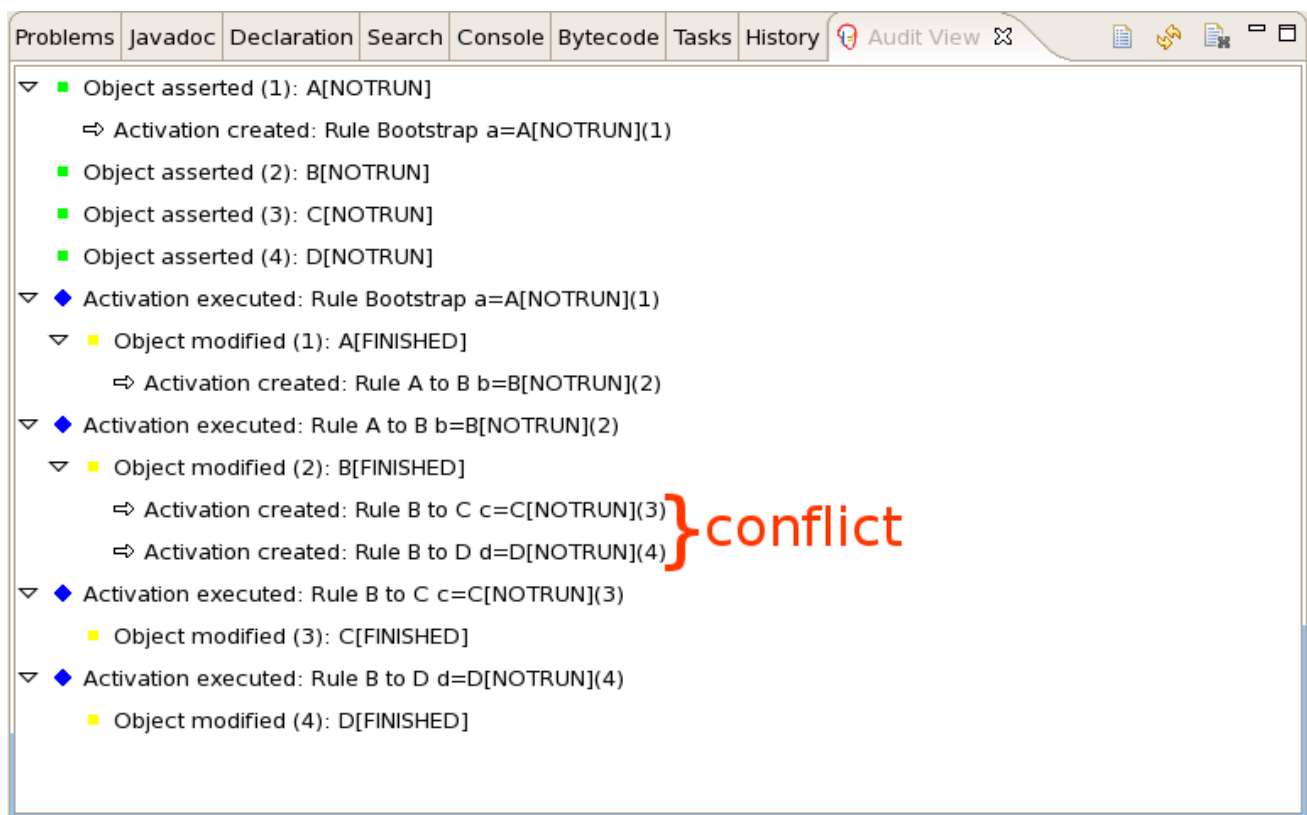 Problems Javadoc Declaration Search Console Bytecode Tasks History Audit View
Object asserted (1): A[NOTRUN]
Activation created: Rule Bootstrap a=A[NOTRUN](1)
Object asserted (2): B[NOTRUN]
Object asserted (3): C[NOTRUN]
Object asserted (4): D[NOTRUN]
Activation executed: Rule Bootstrap a=A[NOTRUN](1)
Object modified (1): A[FINISHED]
Activation created: Rule A to B b=B[NOTRUN](2)
Activation executed: Rule A to B b=B[NOTRUN](2)
Object modified (2): B[FINISHED]
Activation created: Rule B to C c=C[NOTRUN](3)
Activation created: Rule B to D d=D[NOTRUN](4)
conflict
Activation executed: Rule B to C c=C[NOTRUN](3)
Object modified (3): C[FINISHED]
Activation executed: Rule B to D d=D[NOTRUN](4)
Object modified (4): D[FINISHED]